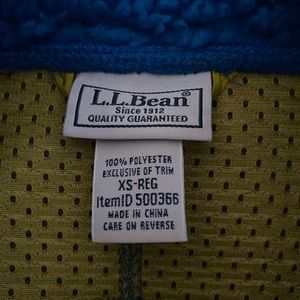 L.L.Bean
Since 1912
QUALITY GUARANTEED
100% POLYESTER
EXCLUSIVE OF TRIM
XS-REG
ItemID 500366
MADE IN CHINA
CARE ON REVERSE